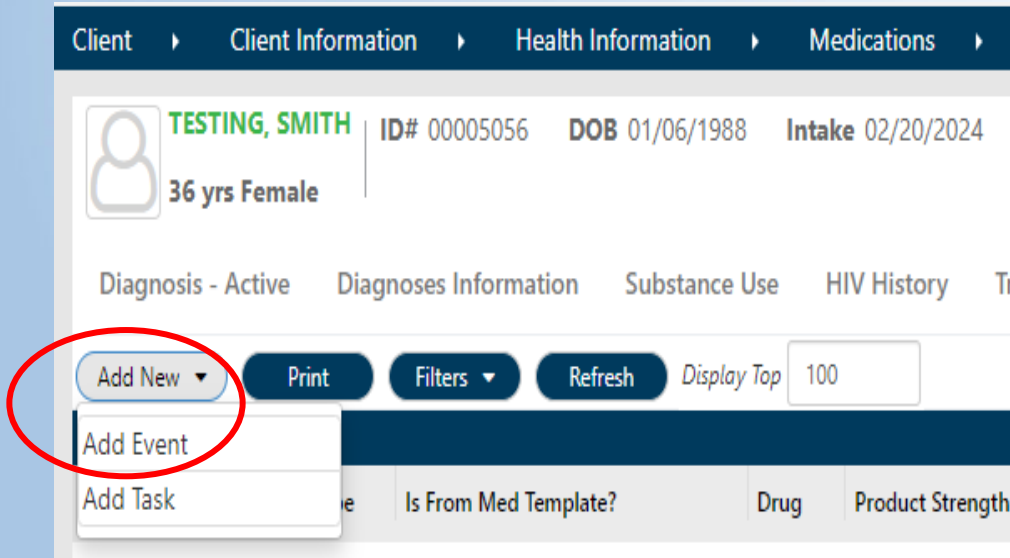 Client Client Information Health Information Medications
TESTING, SMITH ID# 00005056 DOB 01/06/1988 Intake 02/20/2024
36 yrs Female
Diagnosis - Active Diagnoses Information Substance Use HIV History
Add New Print Filters Refresh Display Top 100
Add Event
Add Task Is From Med Template? Drug Product Strength